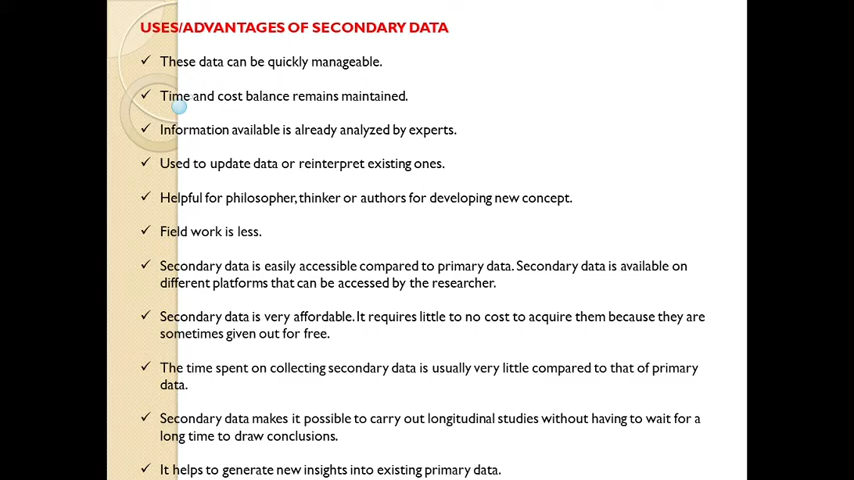 USES/ADVANTAGES OF SECONDARY DATA
✓ These data can be quickly manageable.
✓ Time and cost balance remains maintained.
✓ Information available is already analyzed by experts.
✓ Used to update data or reinterpret existing ones.
✓ Helpful for philosopher, thinker or authors for developing new concept.
✓ Field work is less.
✓ Secondary data is easily accessible compared to primary data. Secondary data is available on
different platforms that can be accessed by the researcher.
✓ Secondary data is very affordable. It requires little to no cost to acquire them because they are
sometimes given out for free.
✓ The time spent on collecting secondary data is usually very little compared to that of primary
data.
✓ Secondary data makes it possible to carry out longitudinal studies without having to wait for a
long time to draw conclusions.
✓ It helps to generate new insights into existing primary data.